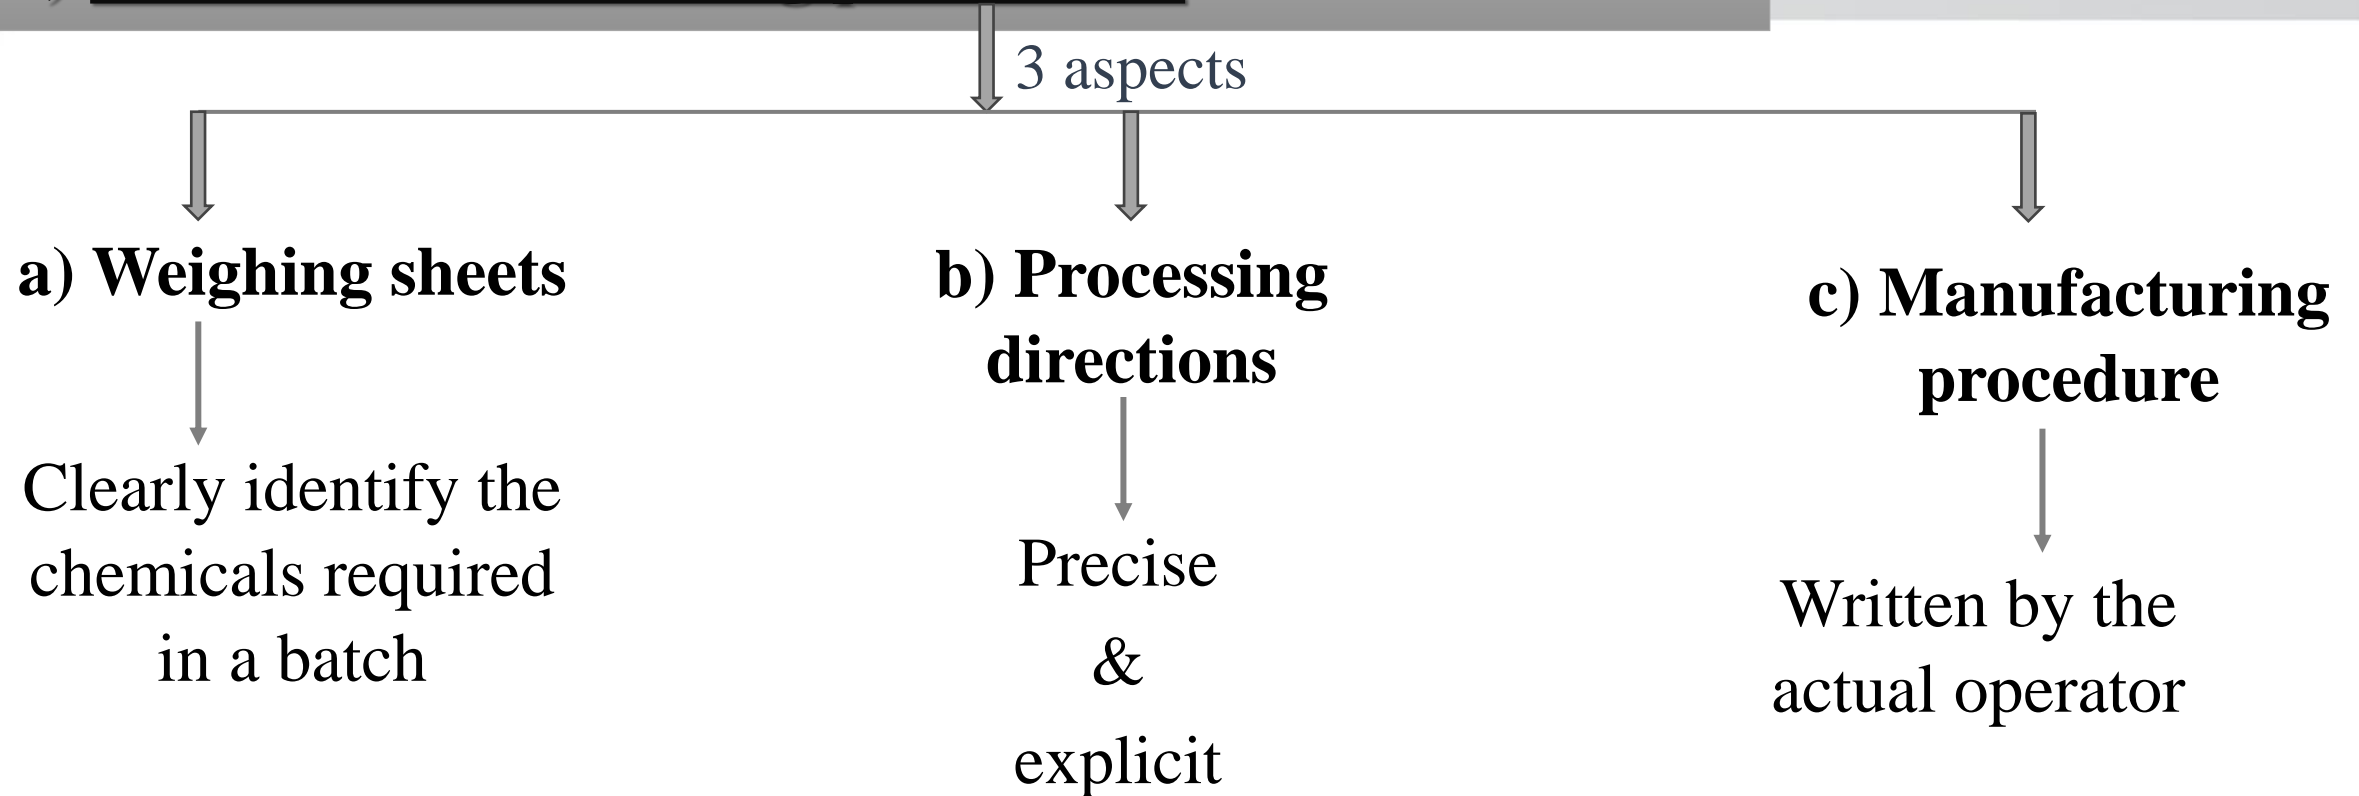 3 aspects
a) Weighing sheets
b) Processing
directions
c) Manufacturing
procedure
Clearly identify the
chemicals required
in a batch
Precise
&
explicit
Written by the
actual operator